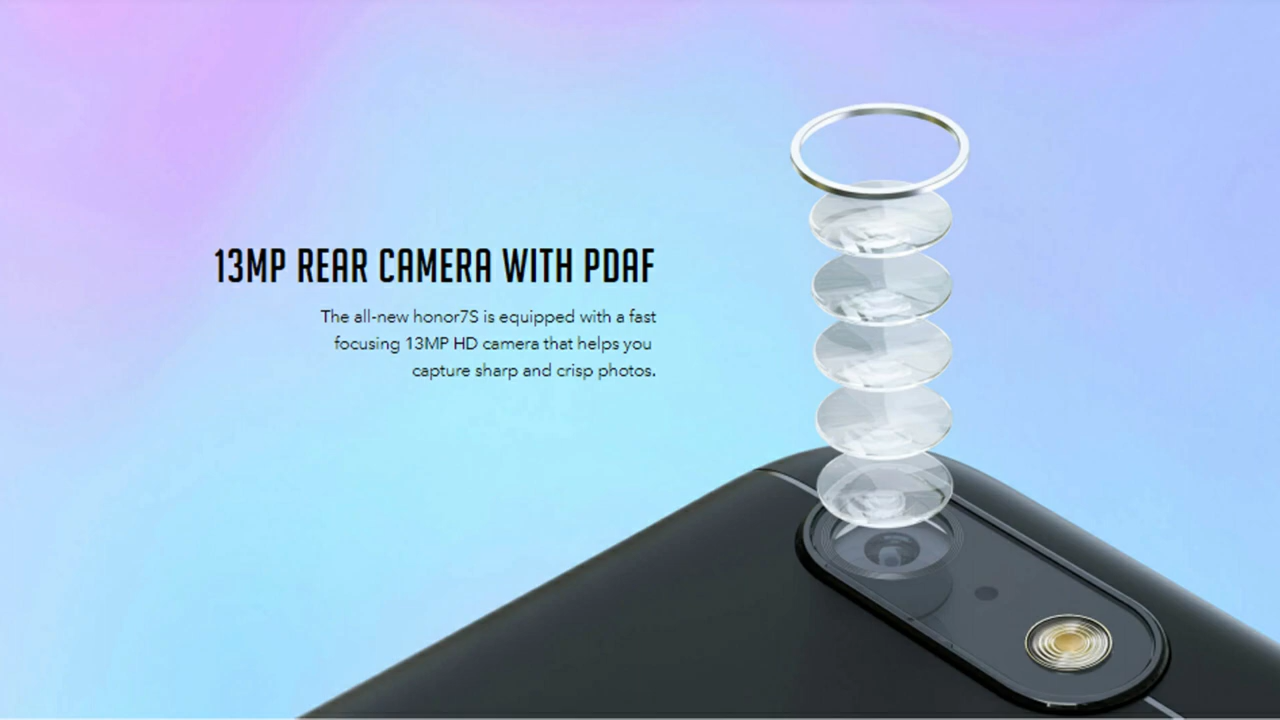 13MP REAR CAMERA WITH PDAF
The all-new honor7S is equipped with a fast
focusing 13MP HD camera that helps you
capture sharp and crisp photos.